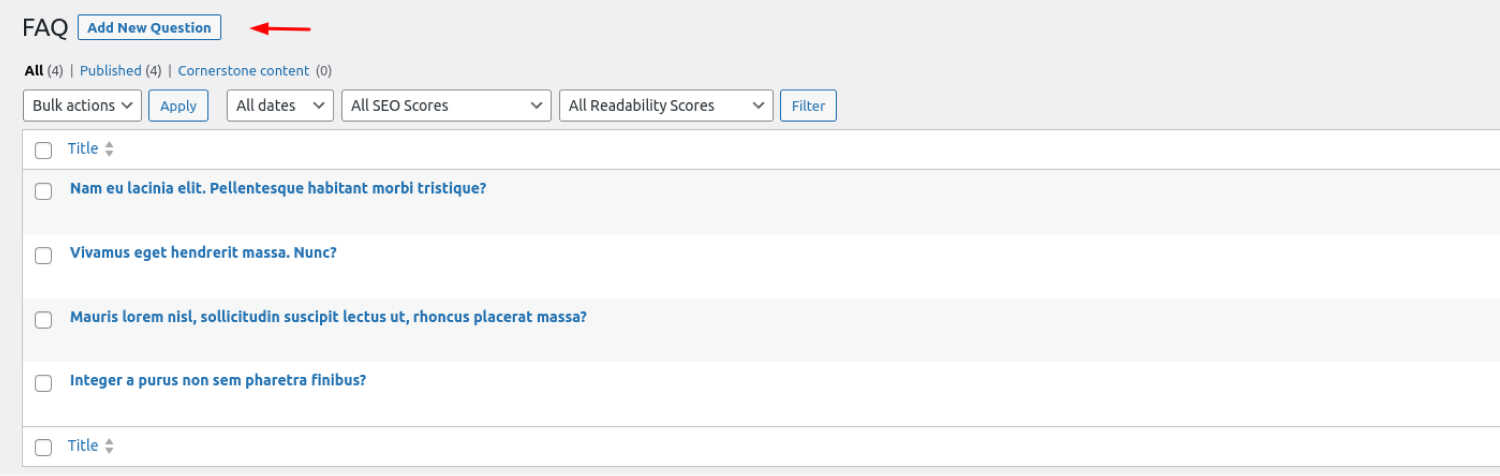 FAQ Add New Question
All (4) | Published (4) | Cornerstone content (0)
Bulk actions Apply All dates All SEO Scores All Readability Scores Filter
Title
Nam eu lacinia elit. Pellentesque habitant morbi tristique?
Vivamus eget hendrerit massa. Nunc?
Mauris lorem nisl, sollicitudin suscipit lectus ut, rhoncus placerat massa?
Integer a purus non sem pharetra finibus?
Title